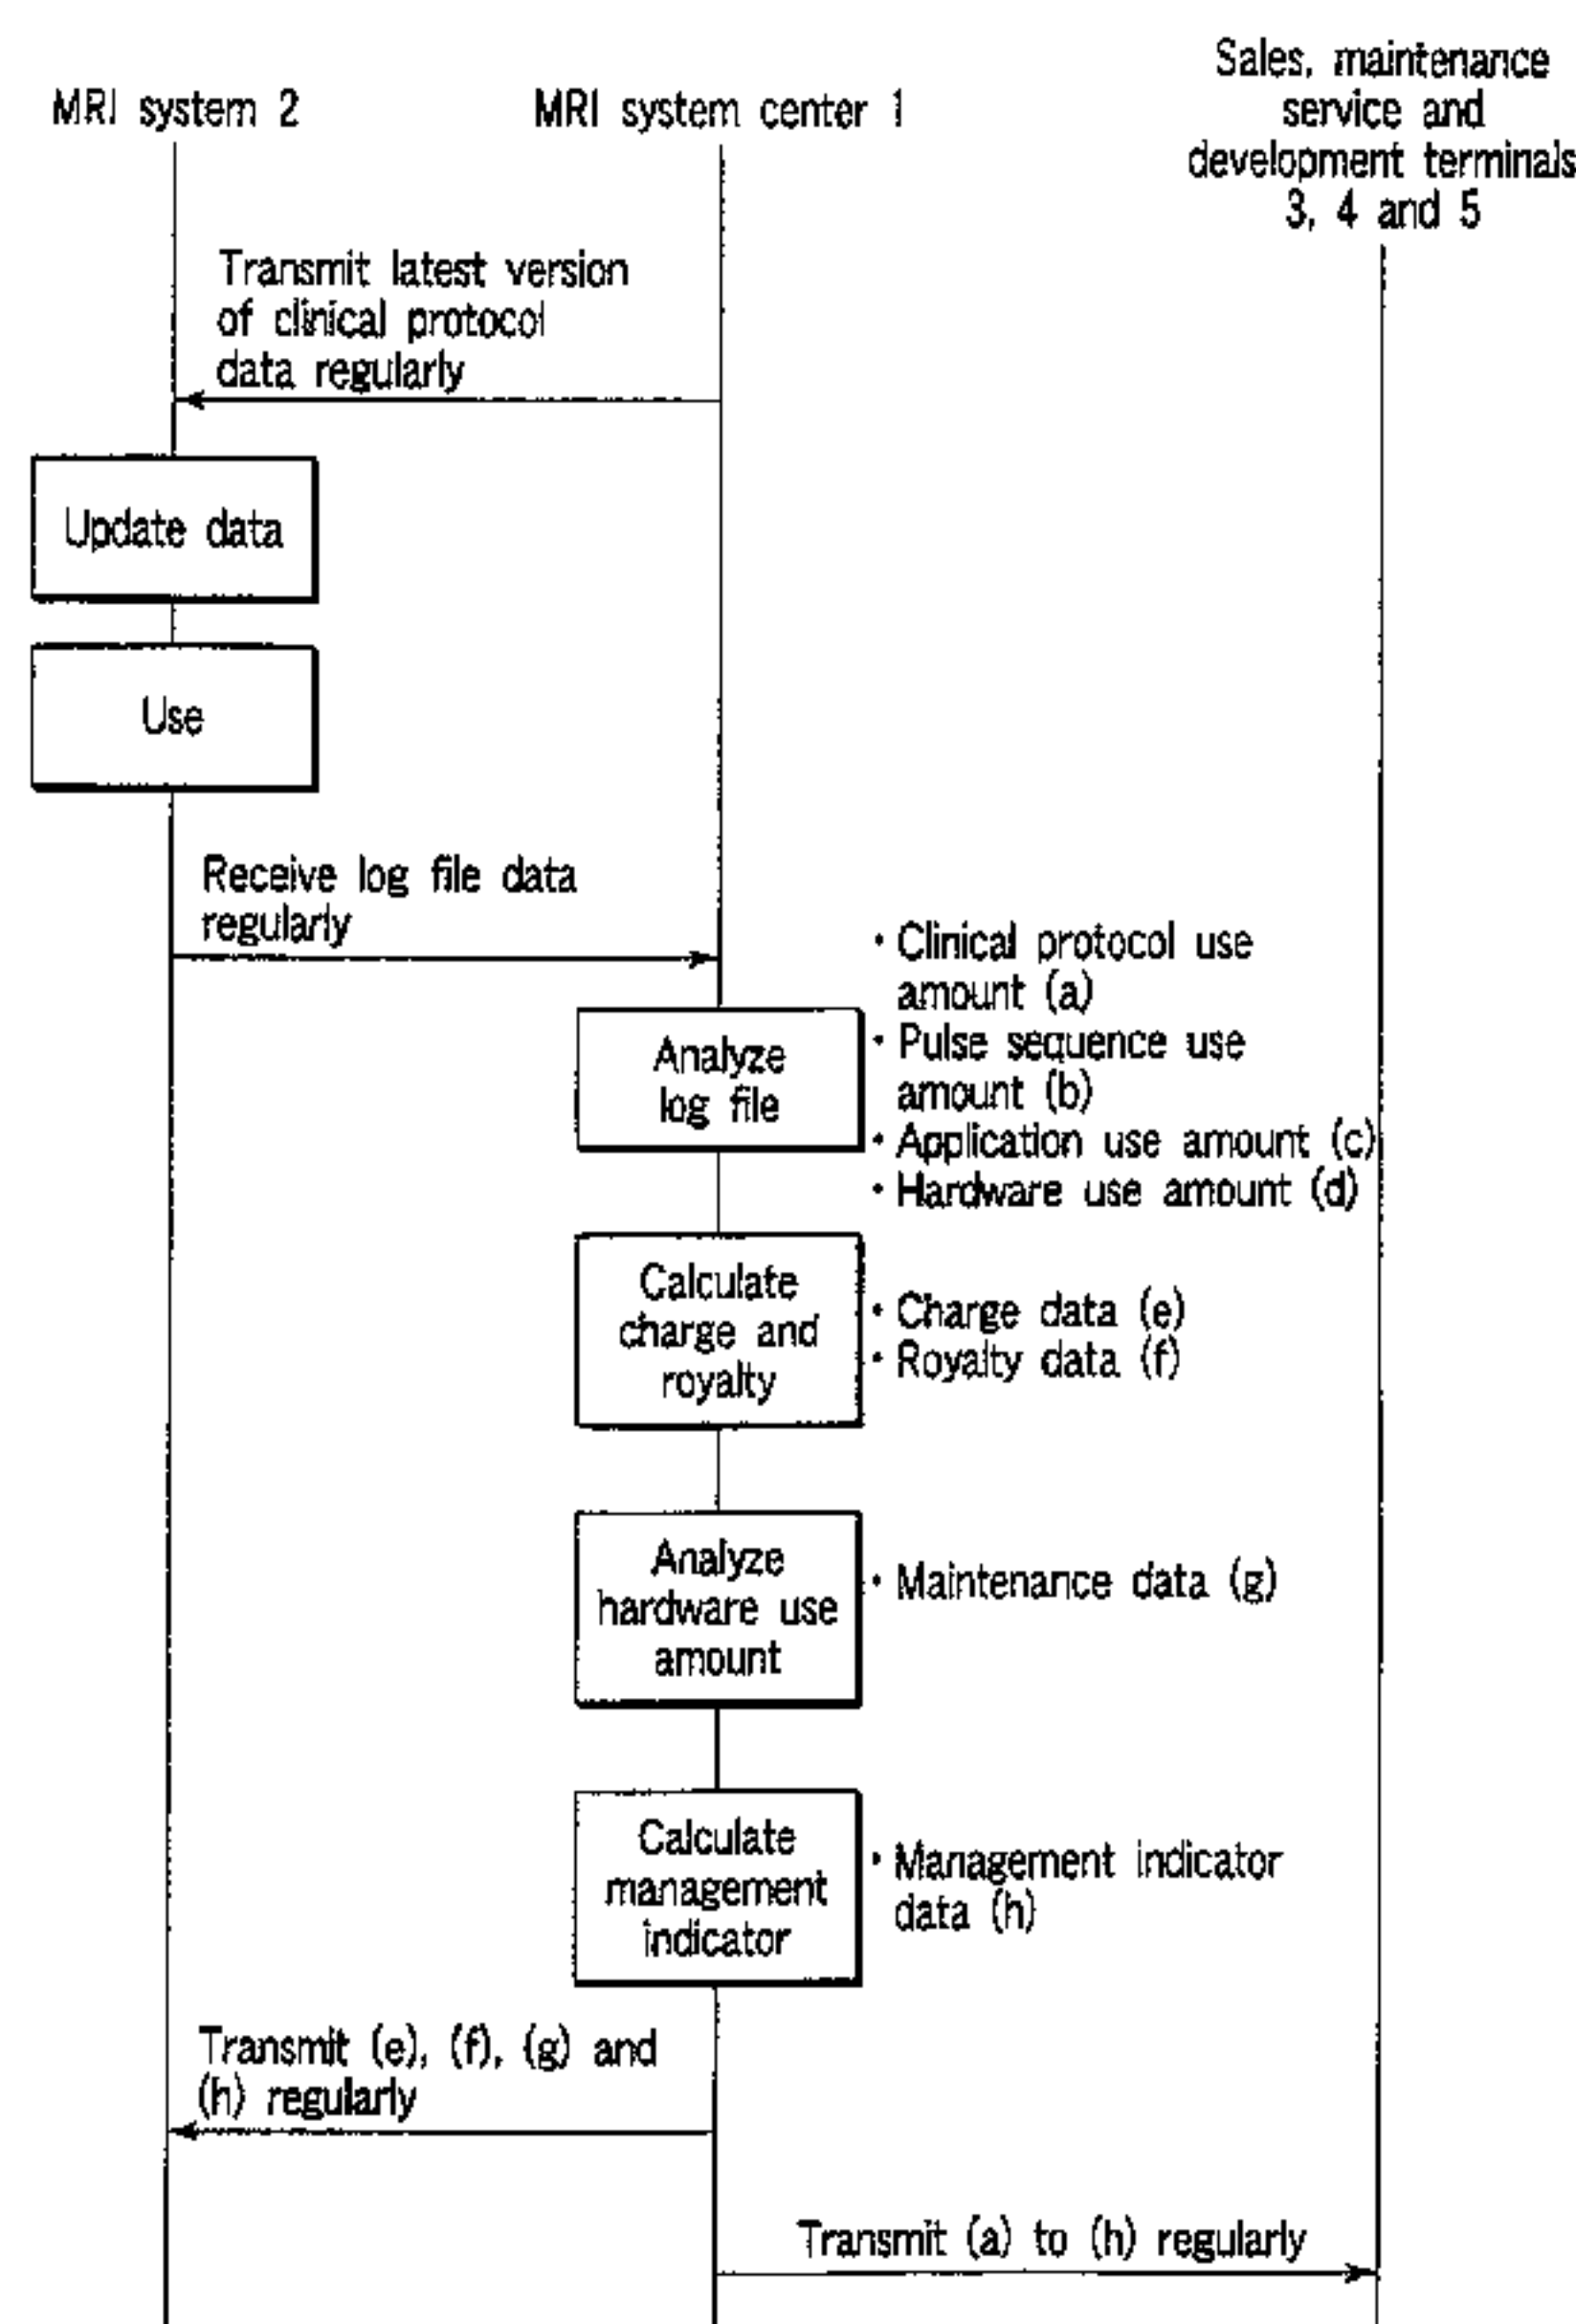 MRI system 2
MRI system center 1
Sales, maintenance
service and
development terminals
3, 4 and 5
Transmit latest version
of clinical protocol
data regularly
Update data
Use
Receive log file data
regularly
Analyze
log file
• Clinical protocol use
amount (a)
• Pulse sequence use
amount (b)
• Application use amount (c)
• Hardware use amount (d)
Calculate
charge and
royalty
• Charge data (e)
• Royalty data (f)
Analyze
hardware use
amount
• Maintenance data (g)
Calculate
management
indicator
• Management indicator
data (h)
Transmit (e), (f), (g) and
(h) regularly
Transmit (a) to (h) regularly